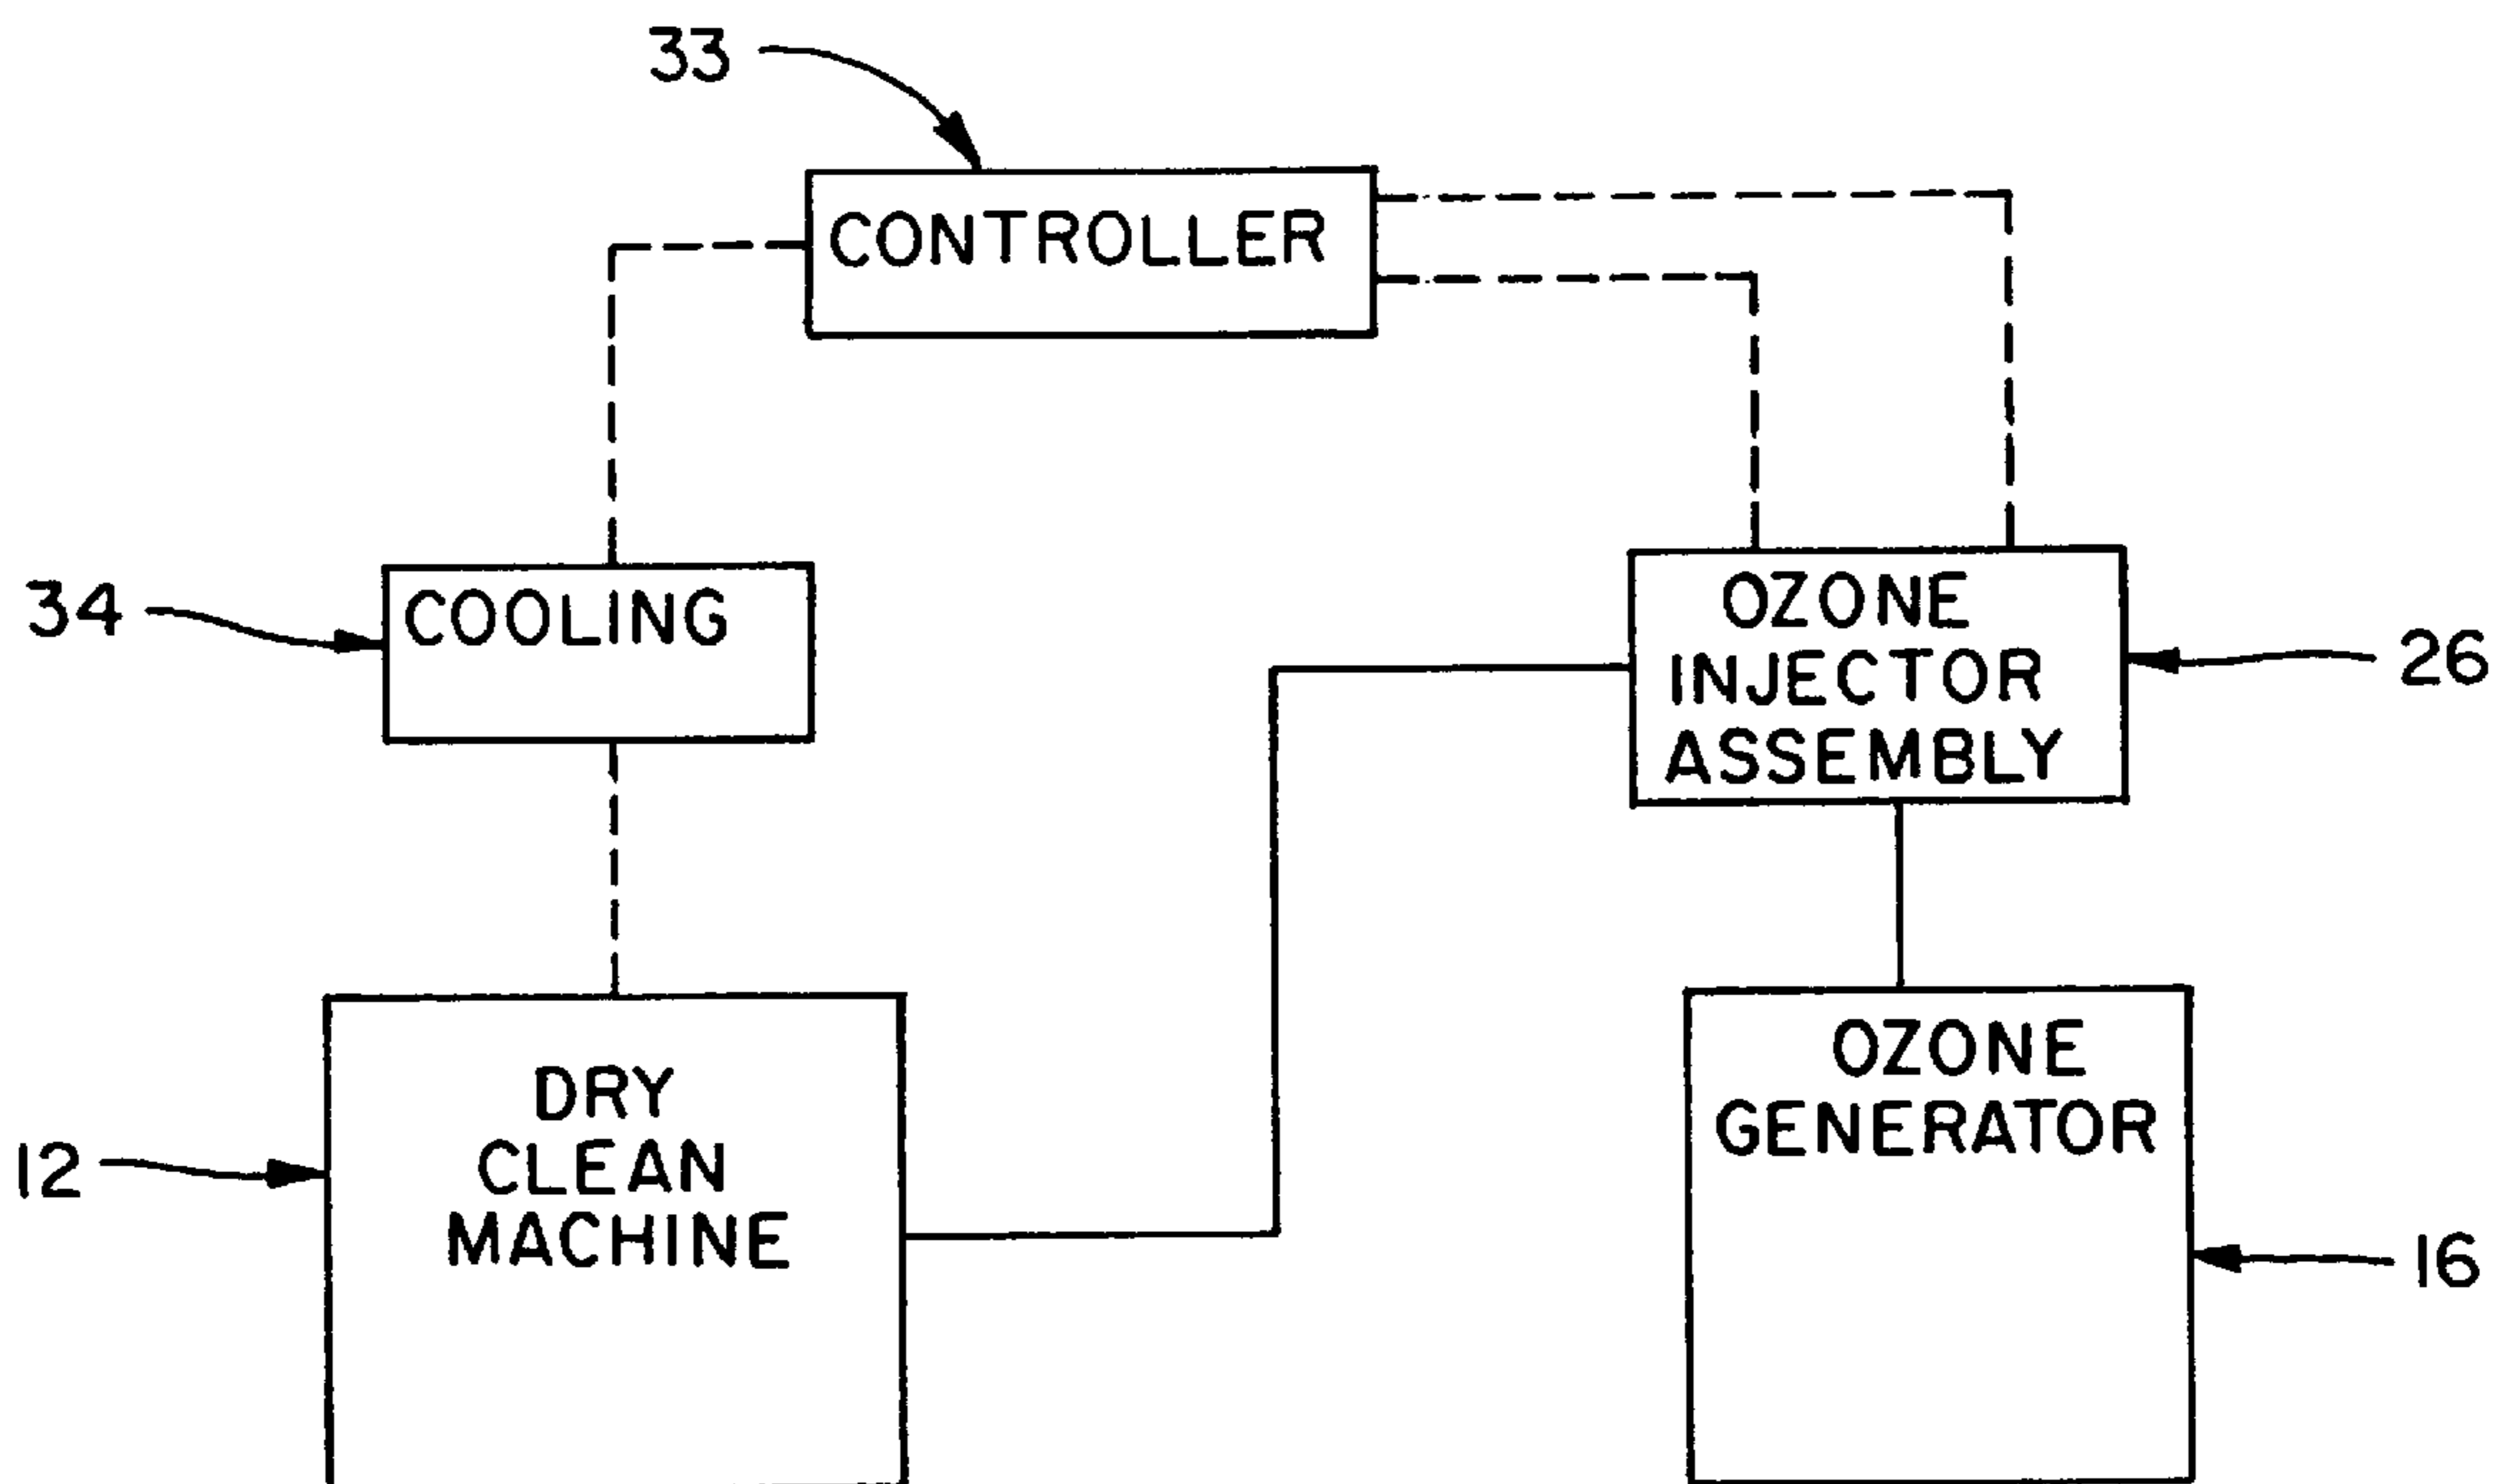 33
CONTROLLER
34
COOLING
OZONE
INJECTOR
ASSEMBLY
26
12
DRY
CLEAN
MACHINE
OZONE
GENERATOR
16